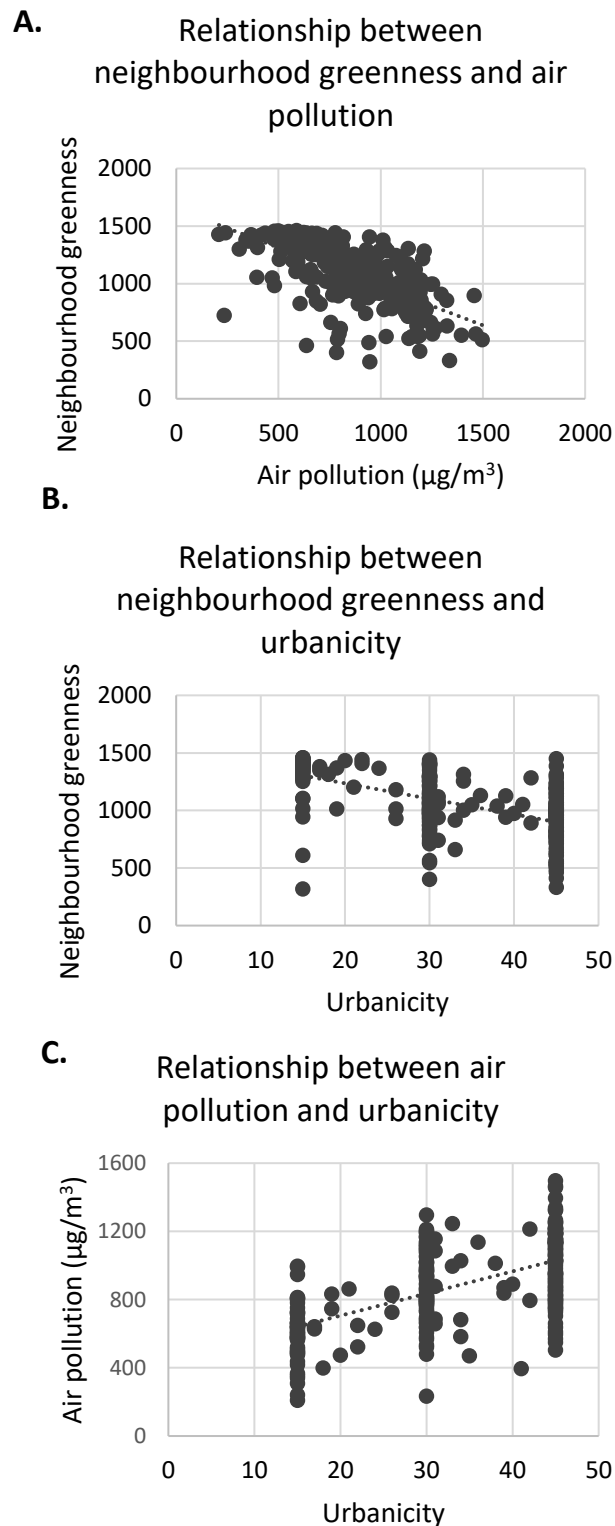 A.
Relationship between
neighbourhood greenness and air
pollution
Neighbourhood greenness
2000
1500
1000
500
0
0 500 1000 1500 2000
Air pollution (µg/m³)
B.
Relationship between
neighbourhood greenness and
urbanicity
Neighbourhood greenness
2000
1500
1000
500
0
0 10 20 30 40 50
Urbanicity
C.
Relationship between air
pollution and urbanicity
Air pollution (µg/m³)
1600
1200
800
400
0
0 10 20 30 40 50
Urbanicity